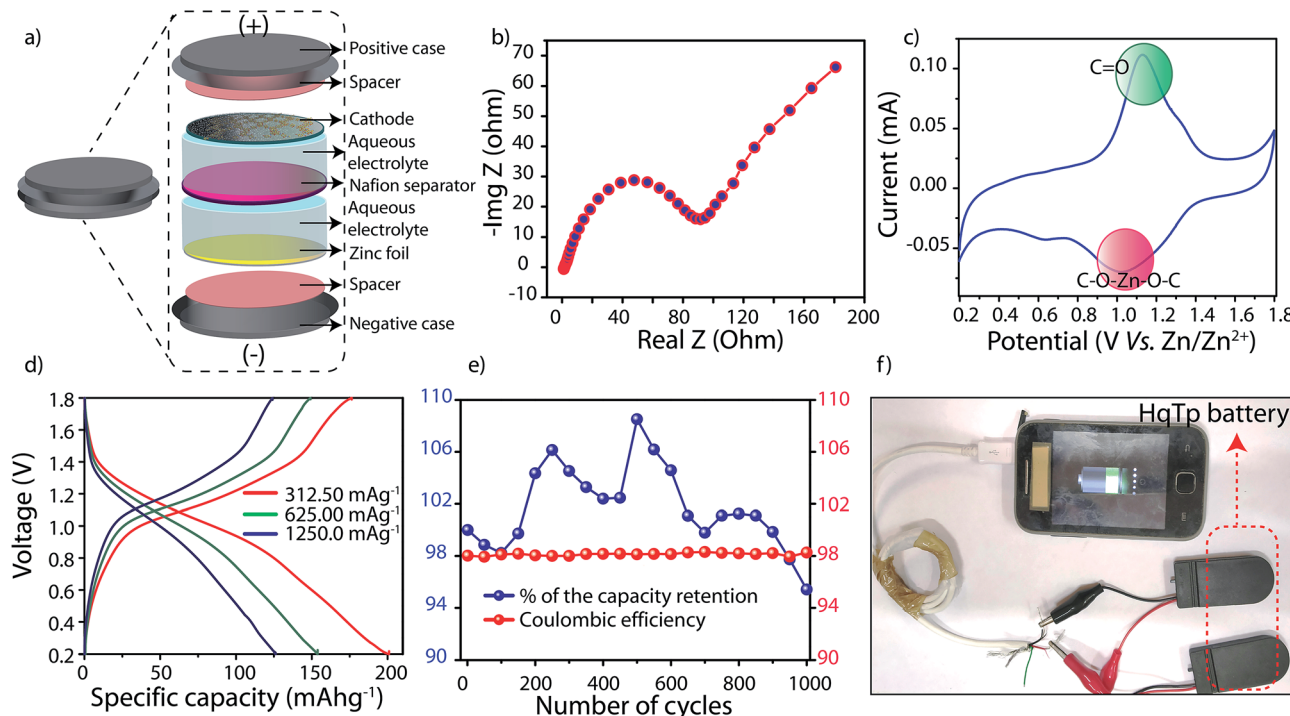 a)
(+)
Positive case
Spacer
Cathode
Aqueous
electrolyte
Nafion separator
Aqueous
electrolyte
Zinc foil
Spacer
Negative case
(-)
b)
-Img Z (ohm)
70
60
50
40
30
20
10
0
-10
0 40 80 120 160 200
Real Z (Ohm)
c)
Current (mA)
0.10
0.05
0.00
-0.05
C=O
C-O-Zn-O-C
0.2 0.4 0.6 0.8 1.0 1.2 1.4 1.6 1.8
Potential (V Vs. Zn/Zn²⁺)
d)
Voltage (V)
1.8
1.6
1.4
1.2
1.0
0.8
0.6
0.4
0.2
312.50 mAg⁻¹
625.00 mAg⁻¹
1250.0 mAg⁻¹
0 50 100 150 200
Specific capacity (mAhg⁻¹)
e)
110 110
106 106
102 102
98 98
94 94
90 90
% of the capacity retention
Coulombic efficiency
0 200 400 600 800 1000
Number of cycles
f)
HqTp battery